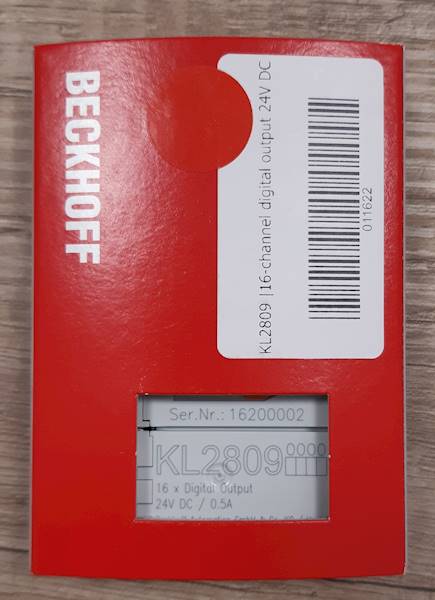 BECKHOFF
KL2809 |16-channel digital output 24V DC
011622
Ser.Nr.: 16200002
KL2809 0000
16 x Digital Output
24V DC / 0.5A